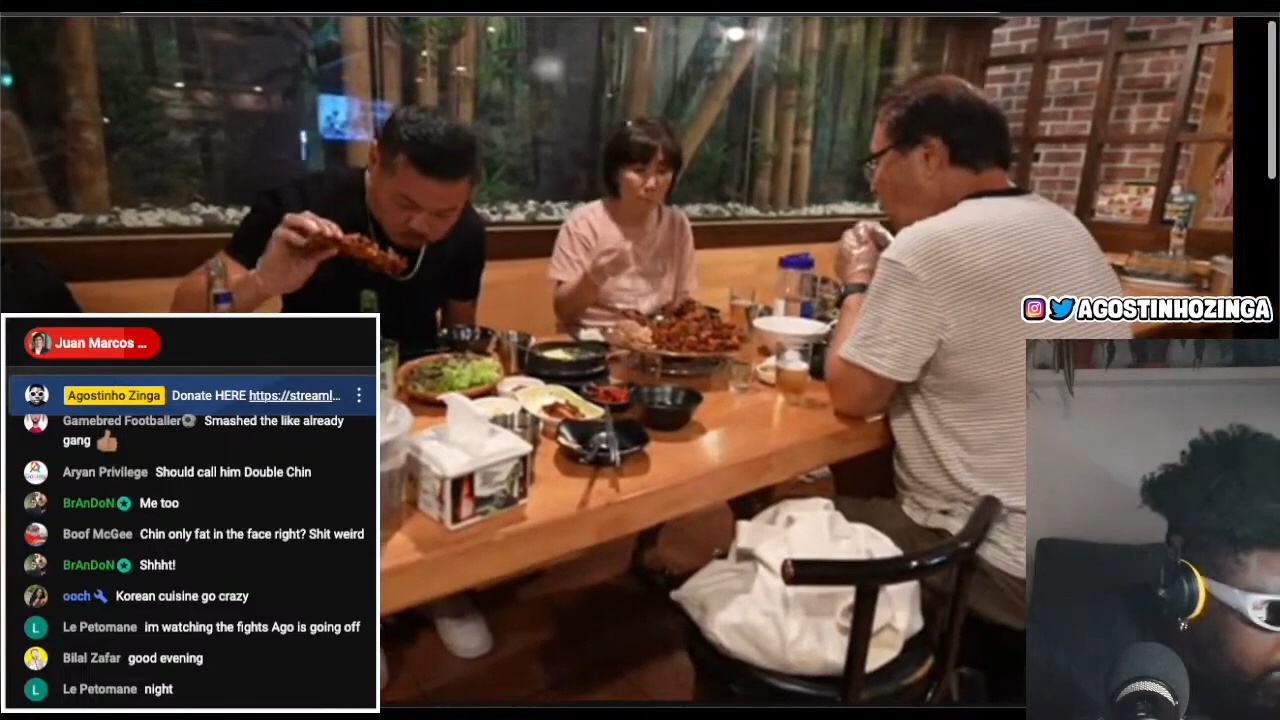 AGOSTINHOZINGA
Juan Marcos ...
Agostinho Zinga Donate HERE https://streaml...
Gamebred Footballer Smashed the like already
gang
Aryan Privilege Should call him Double Chin
BrAnDoN Me too
Boof McGee Chin only fat in the face right? Shit weird
BrAnDoN Shhht!
ooch Korean cuisine go crazy
Le Petomane im watching the fights Ago is going off
Bilal Zafar good evening
Le Petomane night